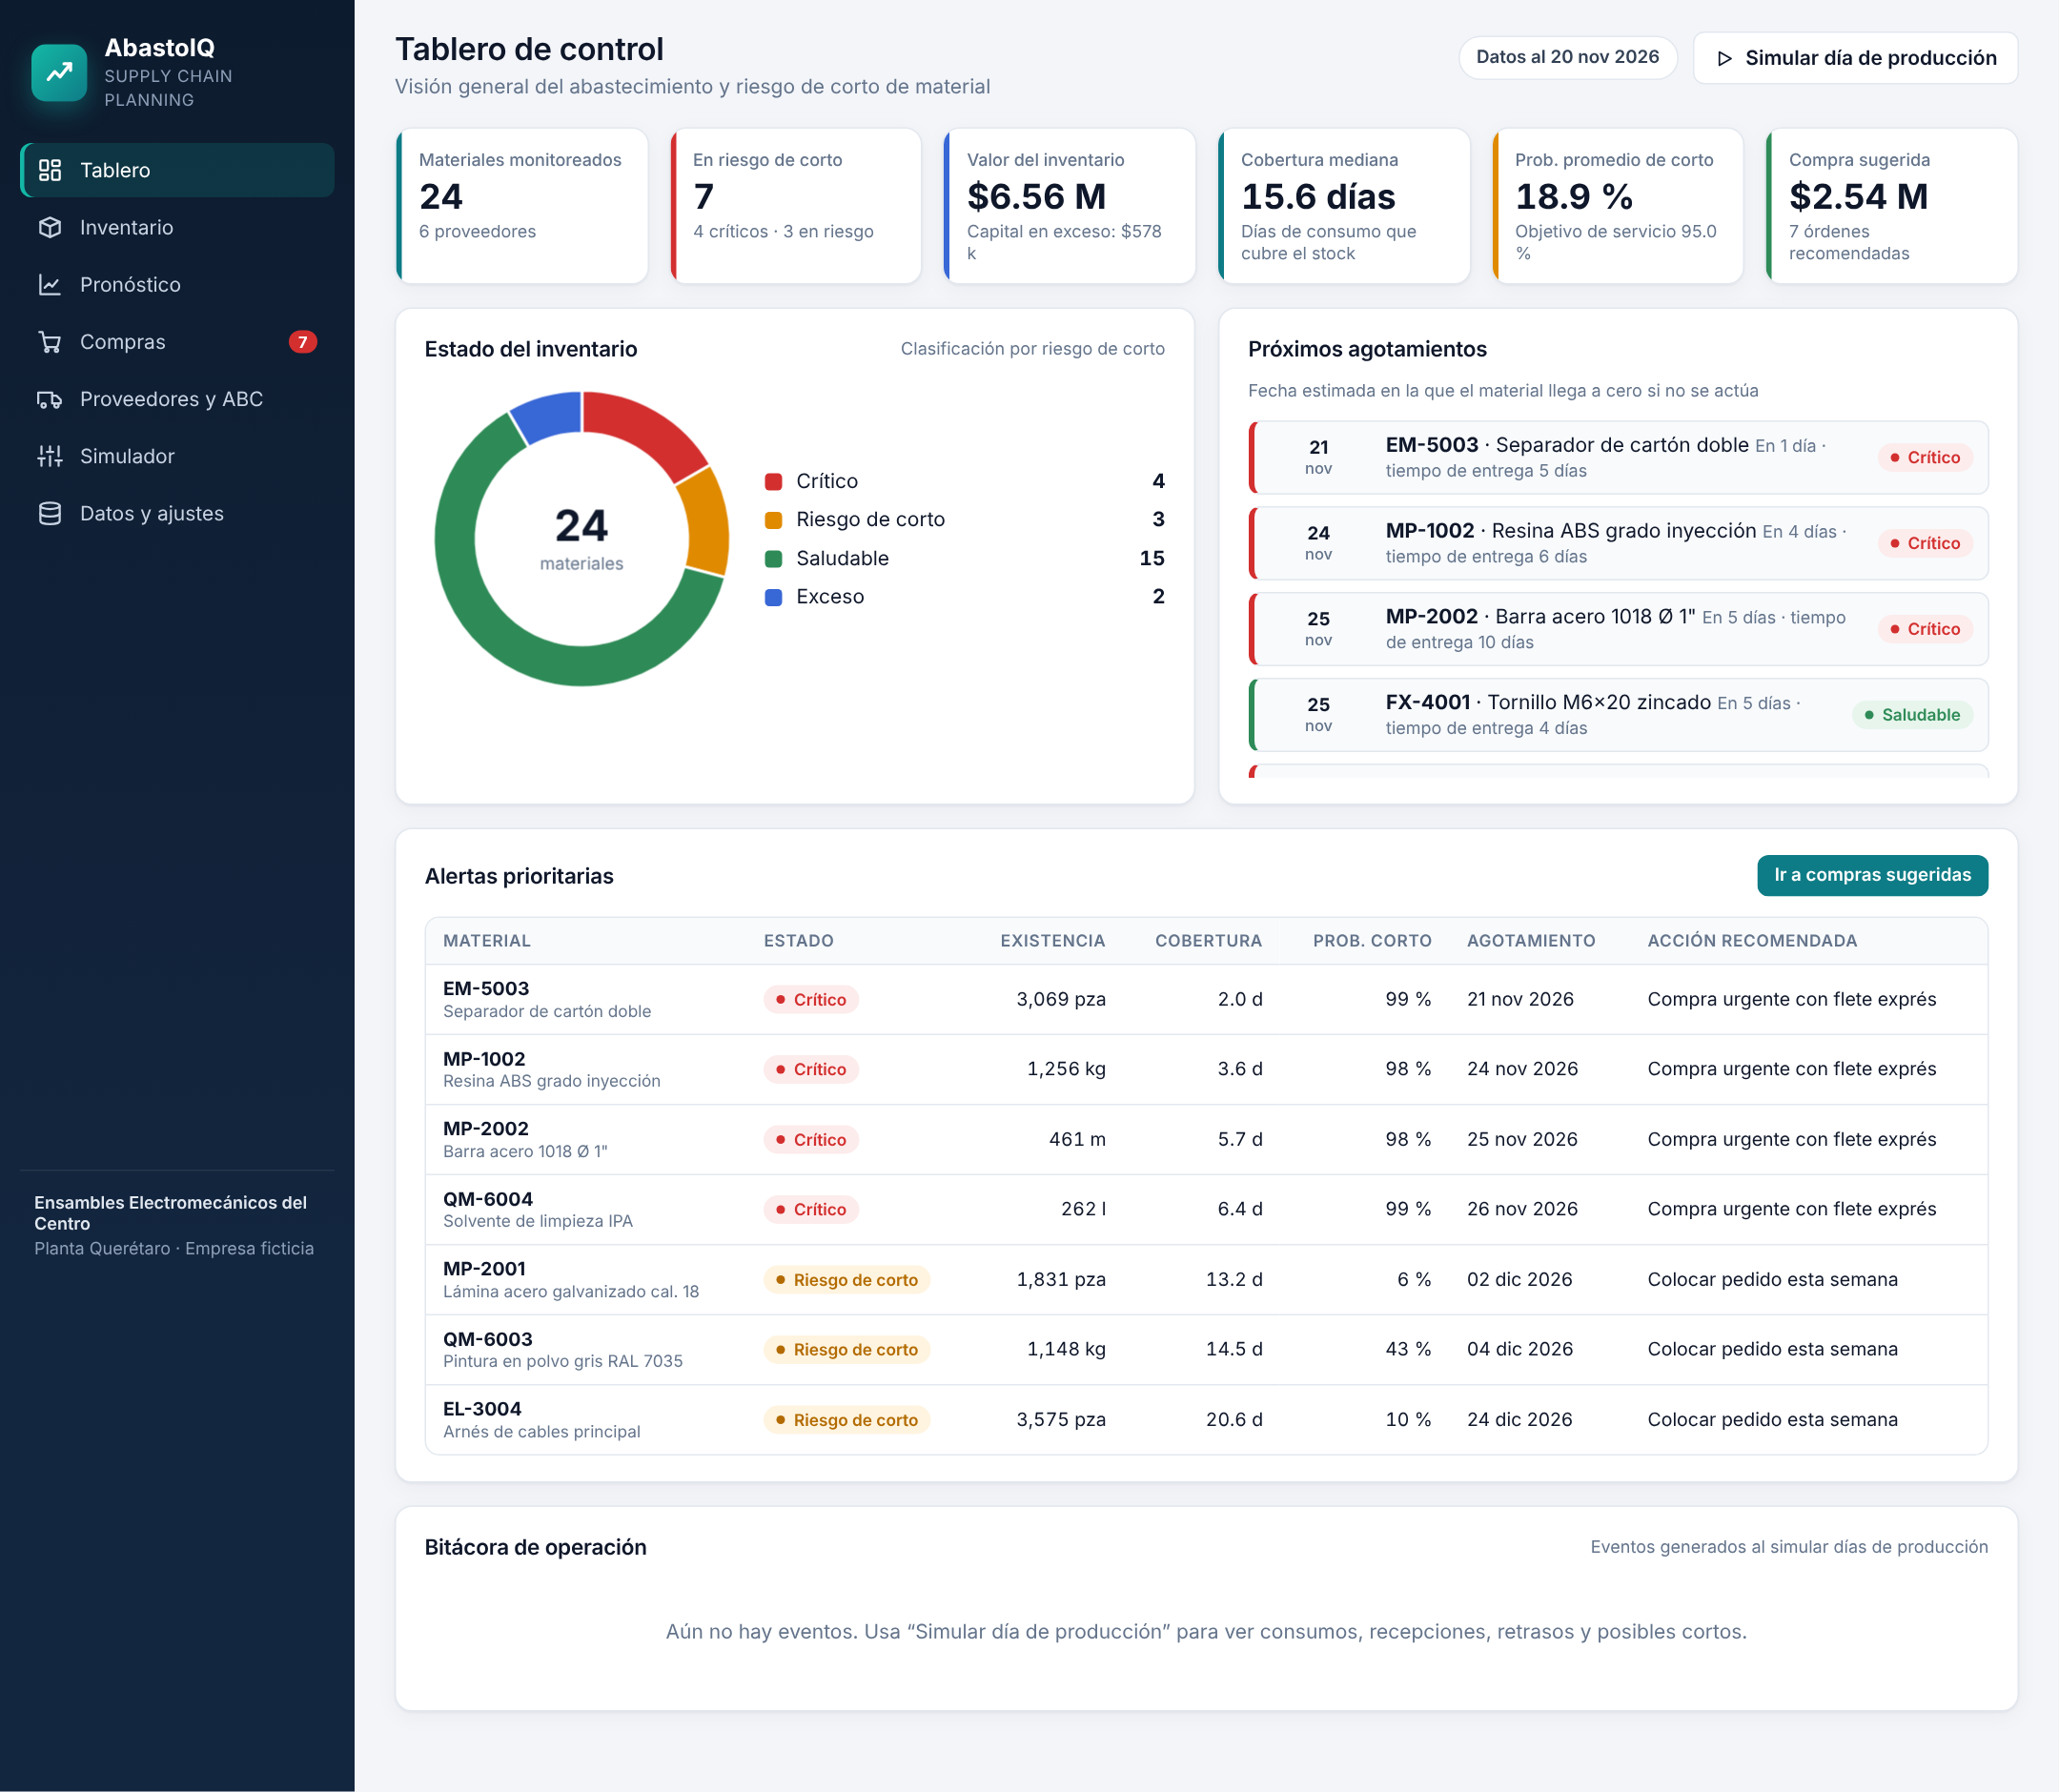 AbastoIQ
SUPPLY CHAIN
PLANNING
Tablero
Inventario
Pronóstico
Compras 7
Proveedores y ABC
Simulador
Datos y ajustes
Ensambles Electromecánicos del
Centro
Planta Querétaro · Empresa ficticia
Tablero de control
Visión general del abastecimiento y riesgo de corto de material
Datos al 20 nov 2026
Simular día de producción
Materiales monitoreados
24
6 proveedores
En riesgo de corto
7
4 críticos · 3 en riesgo
Valor del inventario
$6.56 M
Capital en exceso: $578
k
Cobertura mediana
15.6 días
Días de consumo que
cubre el stock
Prob. promedio de corto
18.9 %
Objetivo de servicio 95.0
%
Compra sugerida
$2.54 M
7 órdenes
recomendadas
Estado del inventario
Clasificación por riesgo de corto
24
materiales
Crítico 4
Riesgo de corto 3
Saludable 15
Exceso 2
Próximos agotamientos
Fecha estimada en la que el material llega a cero si no se actúa
21
nov
EM-5003 · Separador de cartón doble En 1 día ·
tiempo de entrega 5 días
Crítico
24
nov
MP-1002 · Resina ABS grado inyección En 4 días ·
tiempo de entrega 6 días
Crítico
25
nov
MP-2002 · Barra acero 1018 Ø 1" En 5 días · tiempo
de entrega 10 días
Crítico
25
nov
FX-4001 · Tornillo M6×20 zincado En 5 días ·
tiempo de entrega 4 días
Saludable
Alertas prioritarias
Ir a compras sugeridas
MATERIAL ESTADO EXISTENCIA COBERTURA PROB. CORTO AGOTAMIENTO ACCIÓN RECOMENDADA
EM-5003
Separador de cartón doble
Crítico 3,069 pza 2.0 d 99 % 21 nov 2026 Compra urgente con flete exprés
MP-1002
Resina ABS grado inyección
Crítico 1,256 kg 3.6 d 98 % 24 nov 2026 Compra urgente con flete exprés
MP-2002
Barra acero 1018 Ø 1"
Crítico 461 m 5.7 d 98 % 25 nov 2026 Compra urgente con flete exprés
QM-6004
Solvente de limpieza IPA
Crítico 262 l 6.4 d 99 % 26 nov 2026 Compra urgente con flete exprés
MP-2001
Lámina acero galvanizado cal. 18
Riesgo de corto 1,831 pza 13.2 d 6 % 02 dic 2026 Colocar pedido esta semana
QM-6003
Pintura en polvo gris RAL 7035
Riesgo de corto 1,148 kg 14.5 d 43 % 04 dic 2026 Colocar pedido esta semana
EL-3004
Arnés de cables principal
Riesgo de corto 3,575 pza 20.6 d 10 % 24 dic 2026 Colocar pedido esta semana
Bitácora de operación
Eventos generados al simular días de producción
Aún no hay eventos. Usa “Simular día de producción” para ver consumos, recepciones, retrasos y posibles cortos.